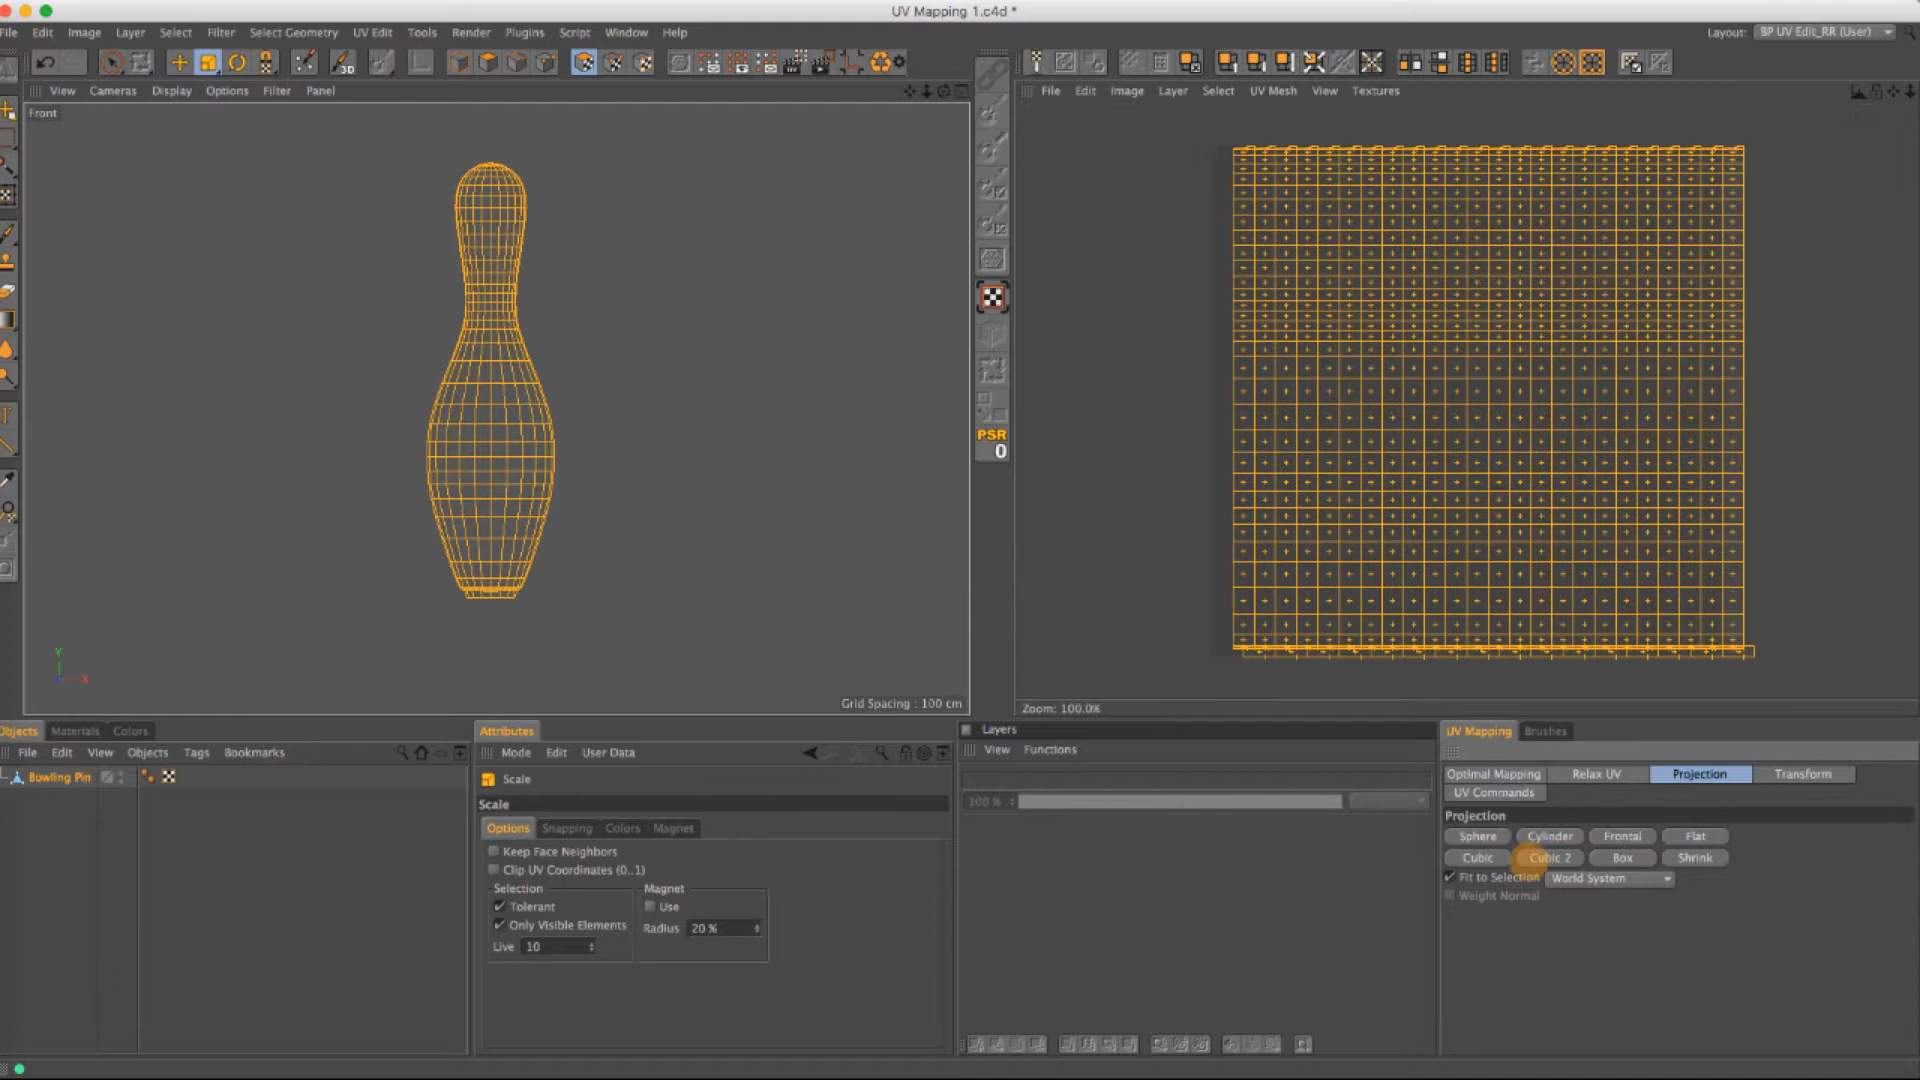 UV Mapping 1.c4d *
File Edit Image Layer Select Filter Select Geometry UV Edit Tools Render Plugins Script Window Help
Layout: BP UV Edit_RR (User)
3D
View Cameras Display Options Filter Panel
File Edit Image Layer Select UV Mesh View Textures
Front
PSR
0
Y
X
Grid Spacing : 100 cm
Zoom: 100.0%
Objects Materials Colors
File Edit View Objects Tags Bookmarks
Bowling Pin
Attributes
Mode Edit User Data
Scale
Scale
Options Snapping Colors Magnet
Keep Face Neighbors
Clip UV Coordinates (0..1)
Selection Magnet
Tolerant Use
Only Visible Elements
Radius 20 %
Live 10
Layers
View Functions
100 %
UV Mapping Brushes
Optimal Mapping Relax UV Projection Transform
UV Commands
Projection
Sphere Cylinder Frontal Flat
Cubic Cubic 2 Box Shrink
Fit to Selection World System
Weight Normal